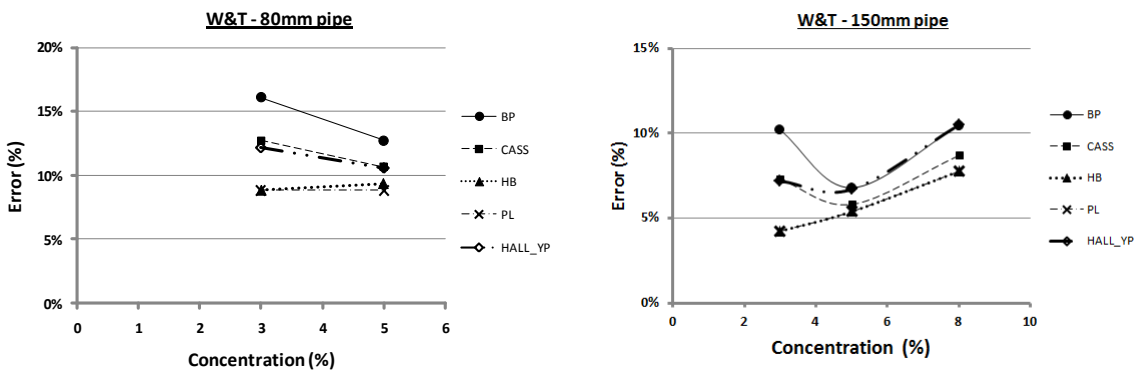 W&T - 80mm pipe
20%
15%
10%
5%
0%
Error (%)
0 1 2 3 4 5 6
Concentration (%)
BP
CASS
HB
PL
HALL_YP
W&T - 150mm pipe
15%
10%
5%
0%
Error (%)
0 2 4 6 8 10
Concentration (%)
BP
CASS
HB
PL
HALL_YP